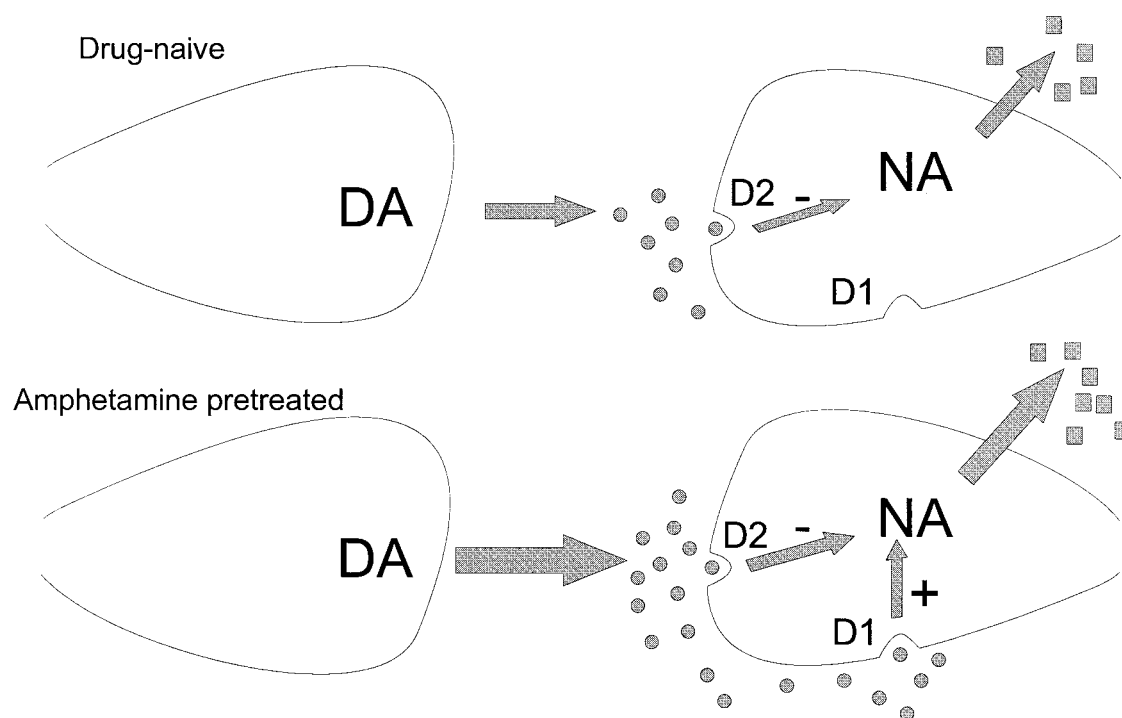 Drug-naive
DA
D2 -
NA
D1
Amphetamine pretreated
DA
D2 -
NA
+
D1